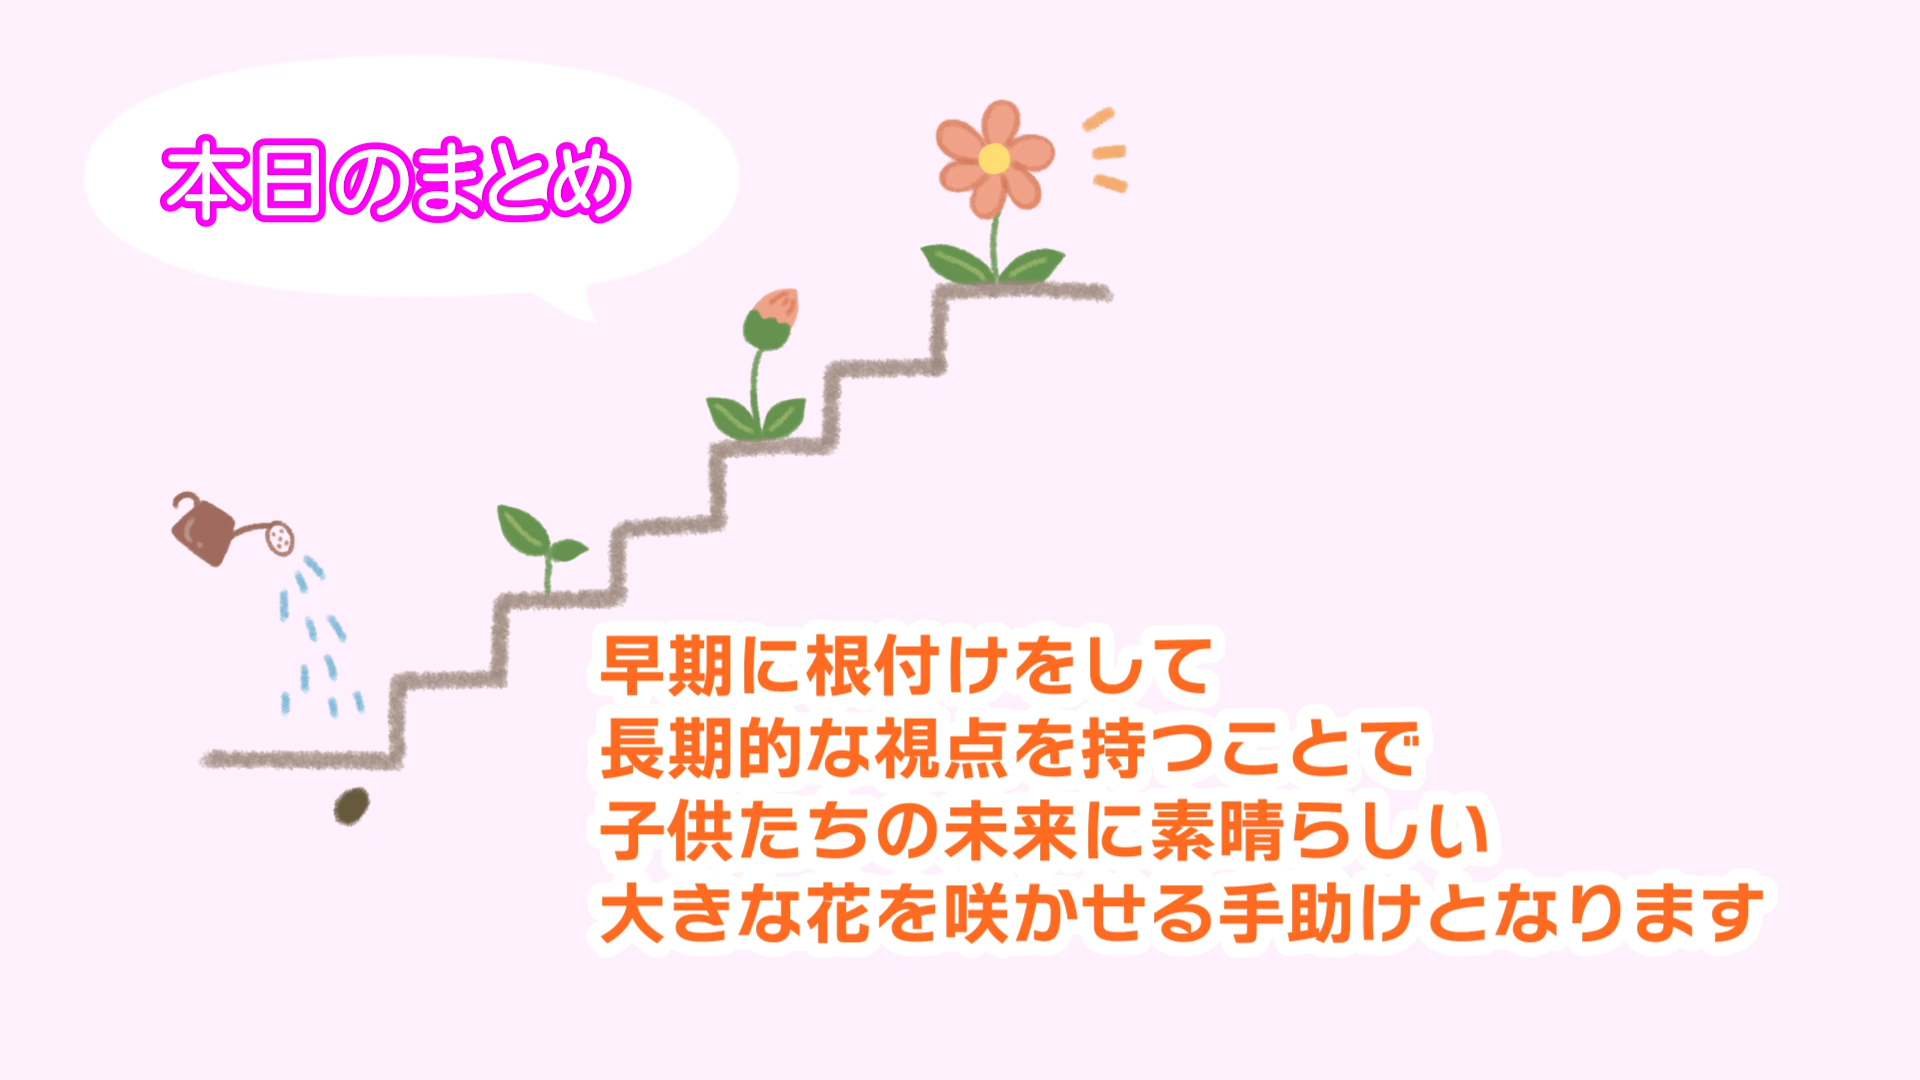 本日のまとめ
早期に根付けをして
長期的な視点を持つことで
子供たちの未来に素晴らしい
大きな花を咲かせる手助けとなります